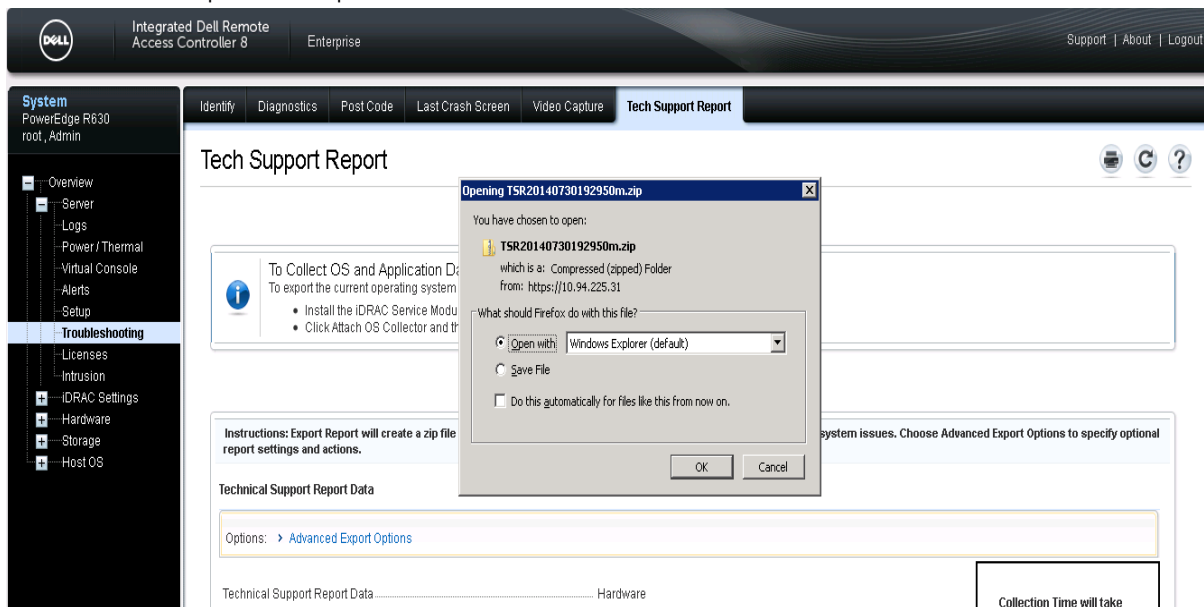 DELL
Integrated Dell Remote
Access Controller 8
Enterprise
Support | About | Logout
System
PowerEdge R630
root , Admin
Overview
Server
Logs
Power / Thermal
Virtual Console
Alerts
Setup
Troubleshooting
Licenses
Intrusion
iDRAC Settings
Hardware
Storage
Host OS
Identify Diagnostics Post Code Last Crash Screen Video Capture Tech Support Report
Tech Support Report
To Collect OS and Application
To export the current operating system
• Install the iDRAC Service
• Click Attach OS Collector and
Instructions: Export Report will create a zip file
system issues. Choose Advanced Export Options to specify optional
report settings and actions.
Technical Support Report Data
Options: > Advanced Export Options
Technical Support Report Data Hardware
Collection Time will take
Opening TSR20140730192950m.zip
You have chosen to open:
TSR20140730192950m.zip
which is a: Compressed (zipped) Folder
from: https://10.94.225.31
What should Firefox do with this file?
Open with Windows Explorer (default)
Save File
Do this automatically for files like this from now on.
OK Cancel